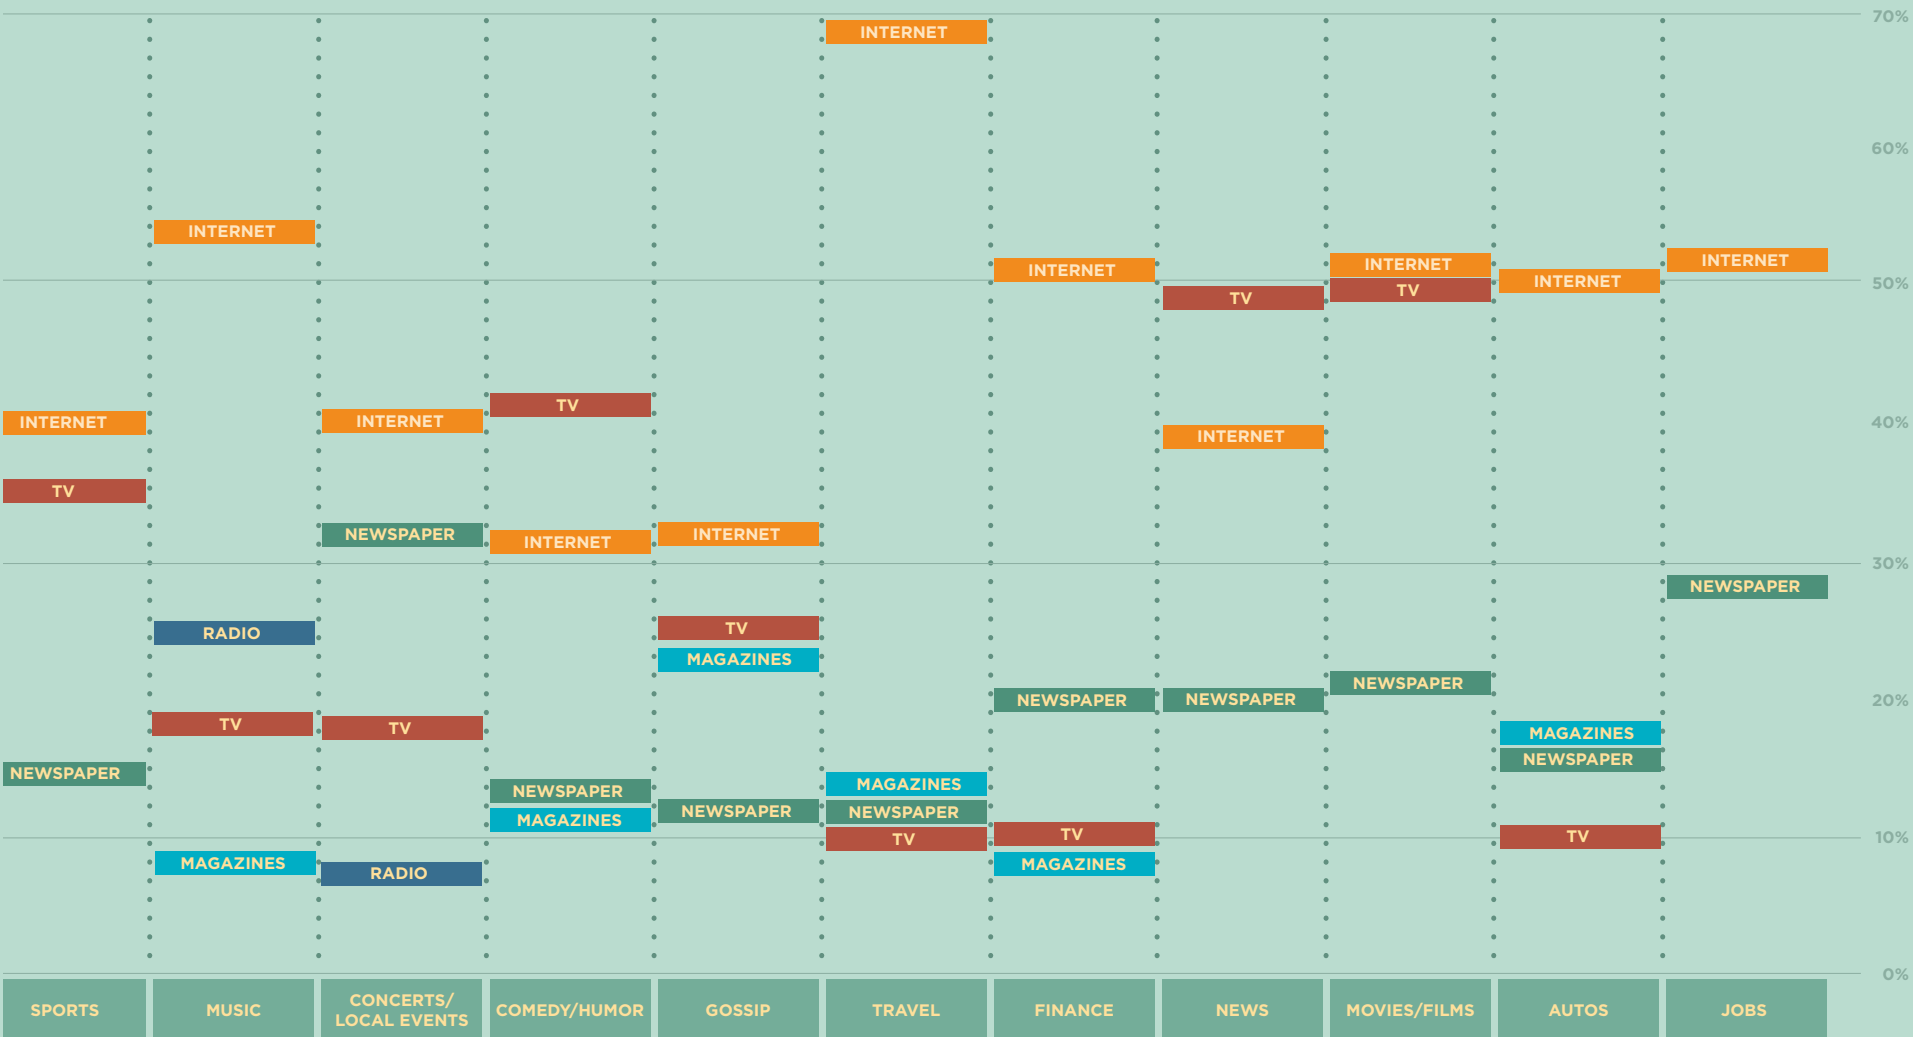 70%
INTERNET
60%
INTERNET
INTERNET
INTERNET
INTERNET
INTERNET
INTERNET
50%
TV
TV
TV
INTERNET
INTERNET
40%
INTERNET
TV
NEWSPAPER
INTERNET
INTERNET
30%
NEWSPAPER
RADIO
TV
MAGAZINES
NEWSPAPER
NEWSPAPER
NEWSPAPER
20%
TV
TV
MAGAZINES
NEWSPAPER
NEWSPAPER
MAGAZINES
NEWSPAPER
MAGAZINES
NEWSPAPER
NEWSPAPER
TV
TV
TV
10%
MAGAZINES
MAGAZINES
RADIO
0%
SPORTS
MUSIC
CONCERTS/
LOCAL EVENTS
COMEDY/HUMOR
GOSSIP
TRAVEL
FINANCE
NEWS
MOVIES/FILMS
AUTOS
JOBS